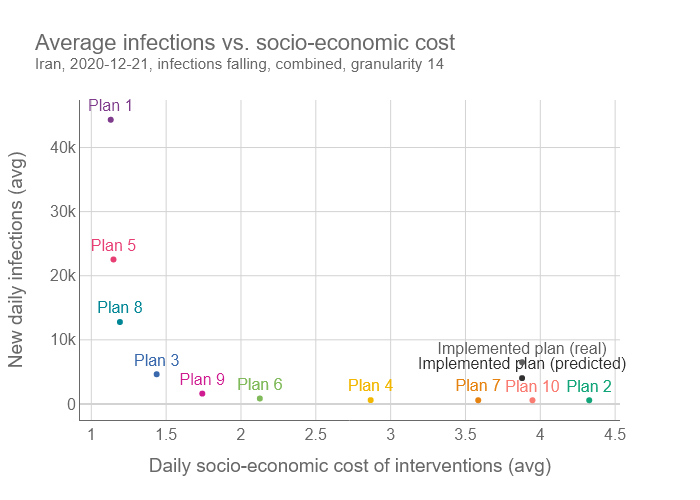 Average infections vs. socio-economic cost
Iran, 2020-12-21, infections falling, combined, granularity 14
Plan 1
40k
30k
Plan 5
20k
Plan 8
10k
Implemented plan (real)
Plan 3
Implemented plan (predicted)
Plan 9
Plan 6
Plan 4
Plan 7
Plan 10
Plan 2
0
1
1.5
2
2.5
3
3.5
4
4.5
New daily infections (avg)
Daily socio-economic cost of interventions (avg)